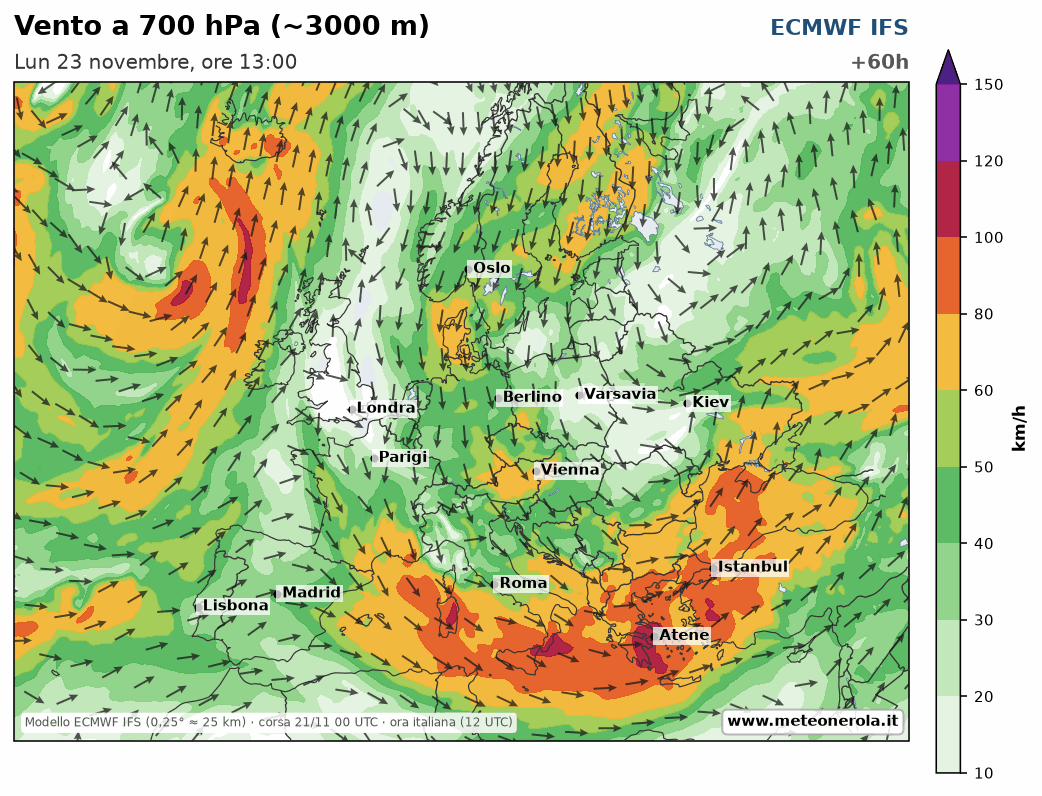 Vento a 700 hPa (~3000 m)
ECMWF IFS
Lun 23 novembre, ore 13:00
+60h
150
120
100
80
60
50
40
30
20
10
km/h
Oslo
Berlino
Varsavia
Kiev
Londra
Parigi
Vienna
Istanbul
Roma
Madrid
Lisbona
Atene
Modello ECMWF IFS (0,25° ≈ 25 km) · corsa 21/11 00 UTC · ora italiana (12 UTC)
www.meteonerola.it